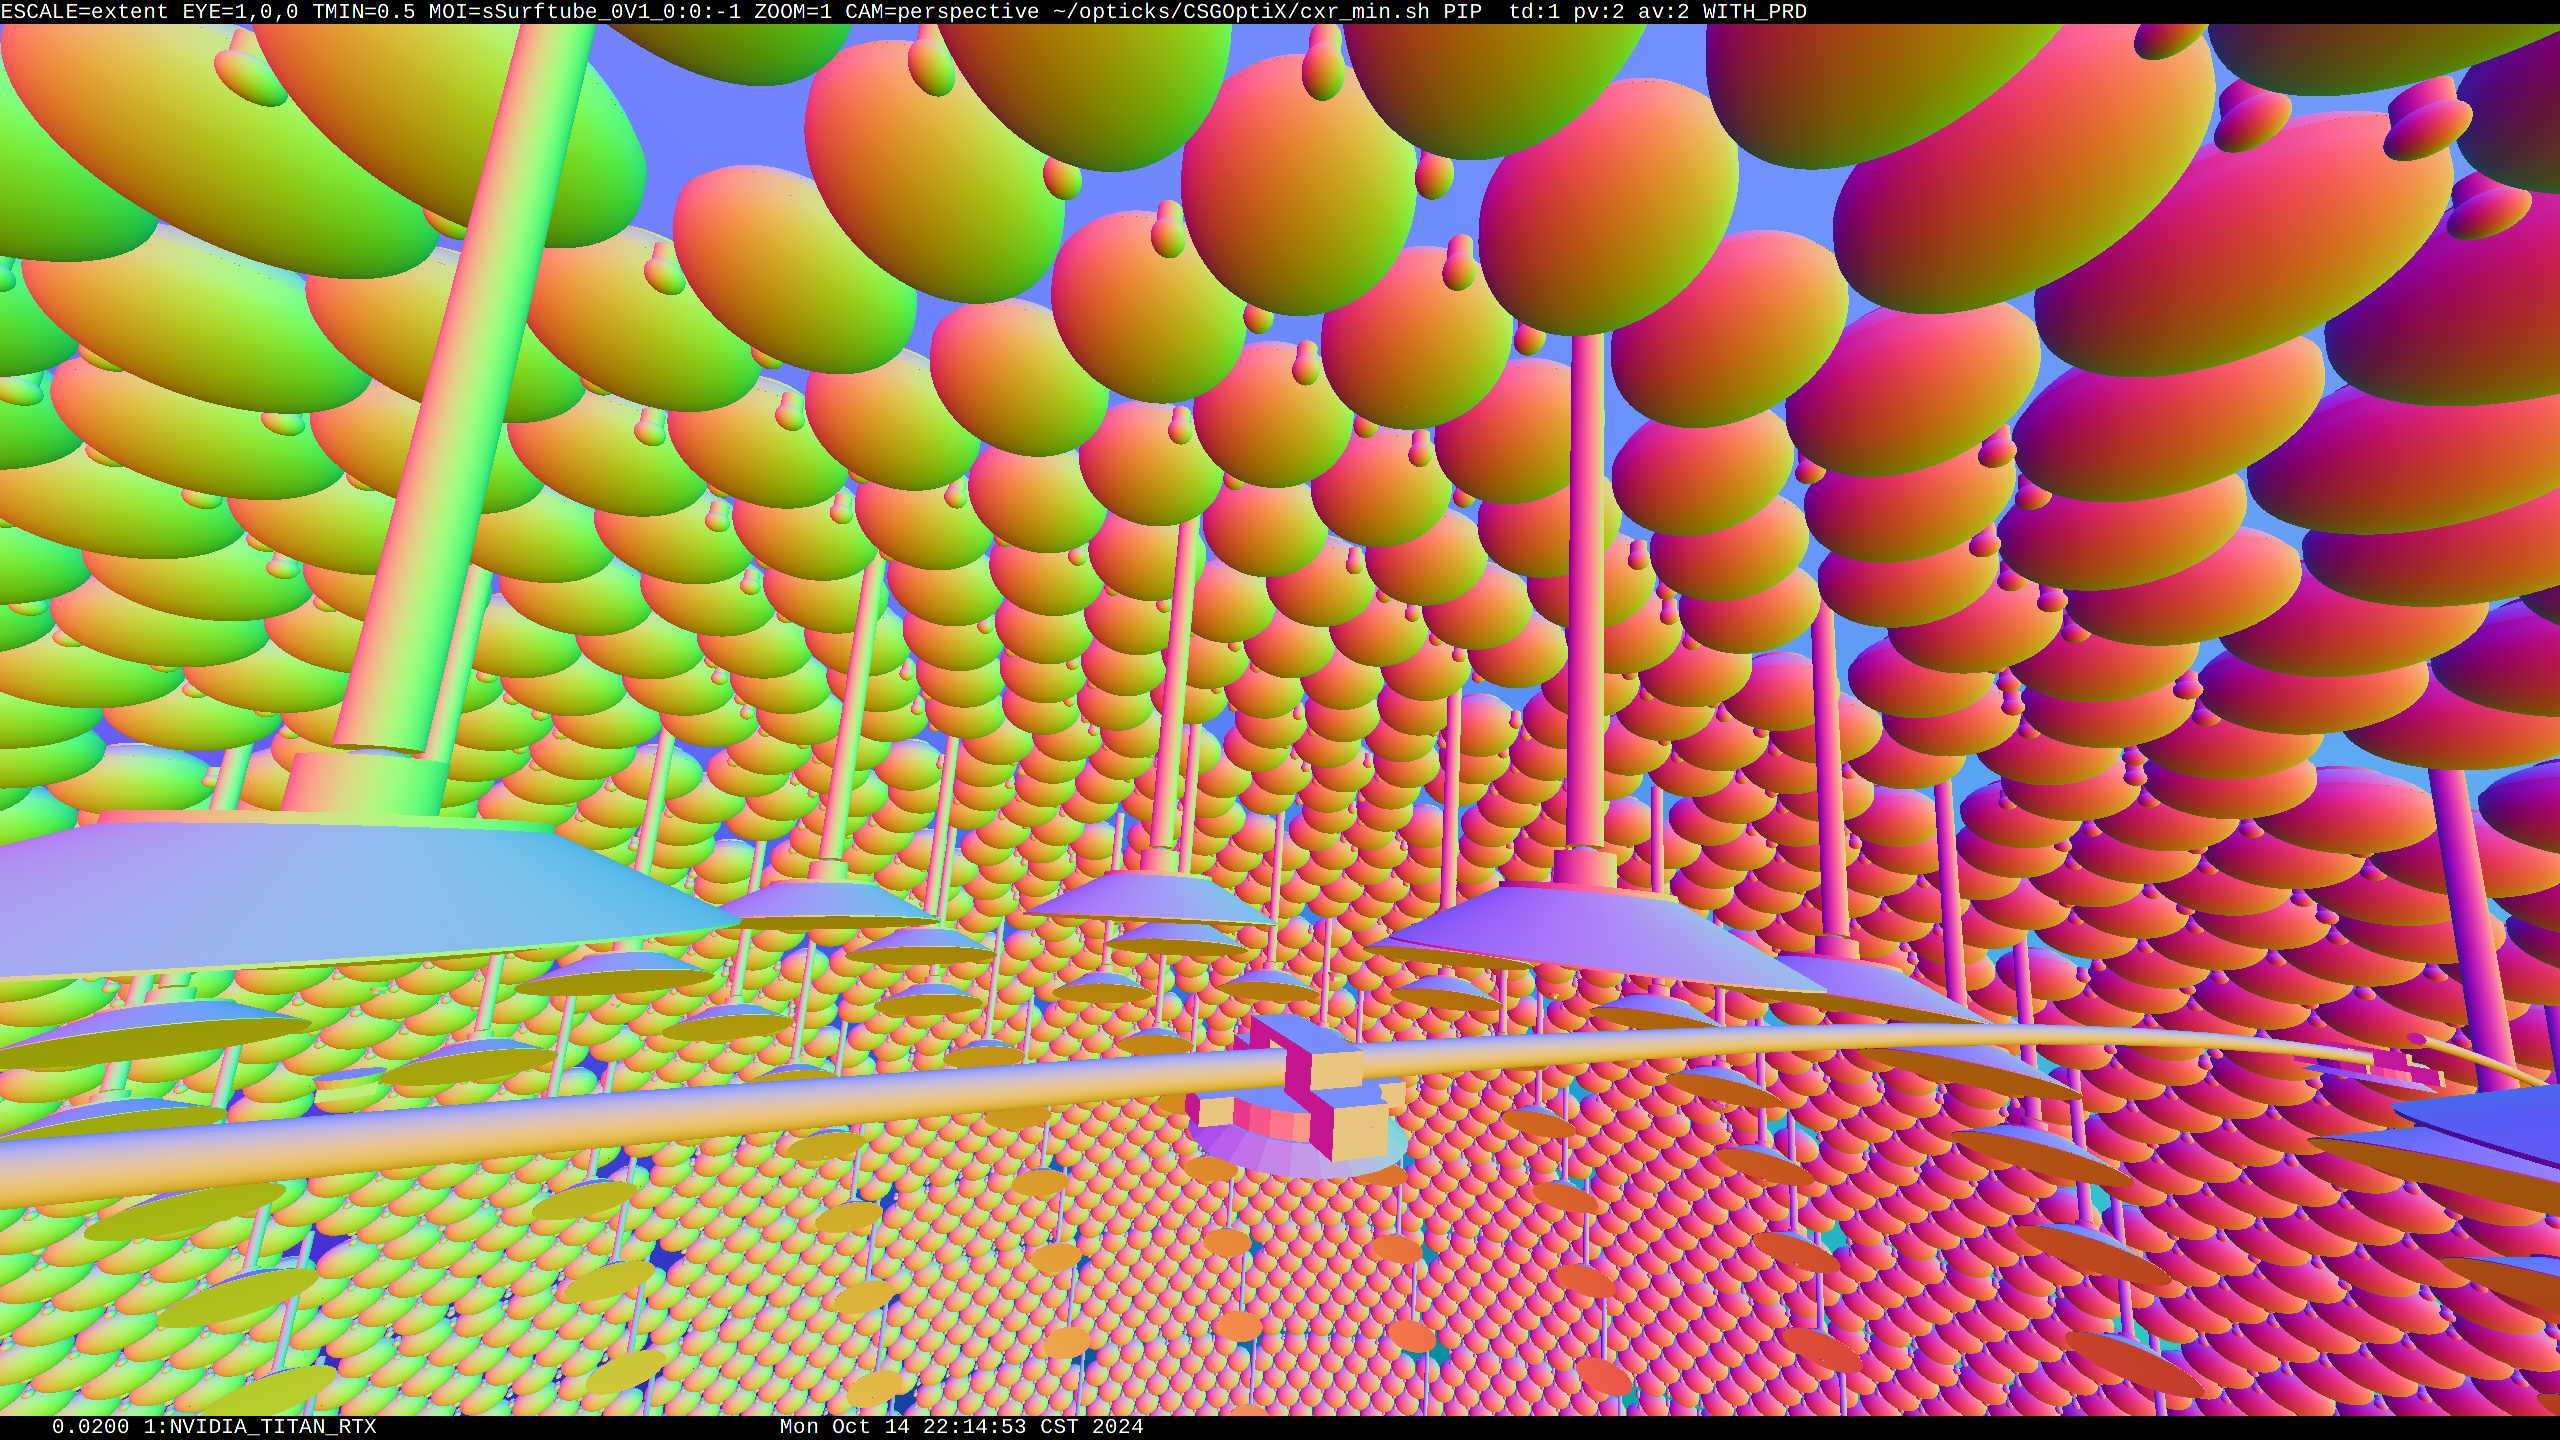 ESCALE=extent EYE=1,0,0 TMIN=0.5 MOI=sSurftube_0V1_0:0:-1 ZOOM=1 CAM=perspective ~/opticks/CSGOptiX/cxr_min.sh PIP  td:1 pv:2 av:2 WITH_PRD
0.0200 1:NVIDIA_TITAN_RTX
Mon Oct 14 22:14:53 CST 2024